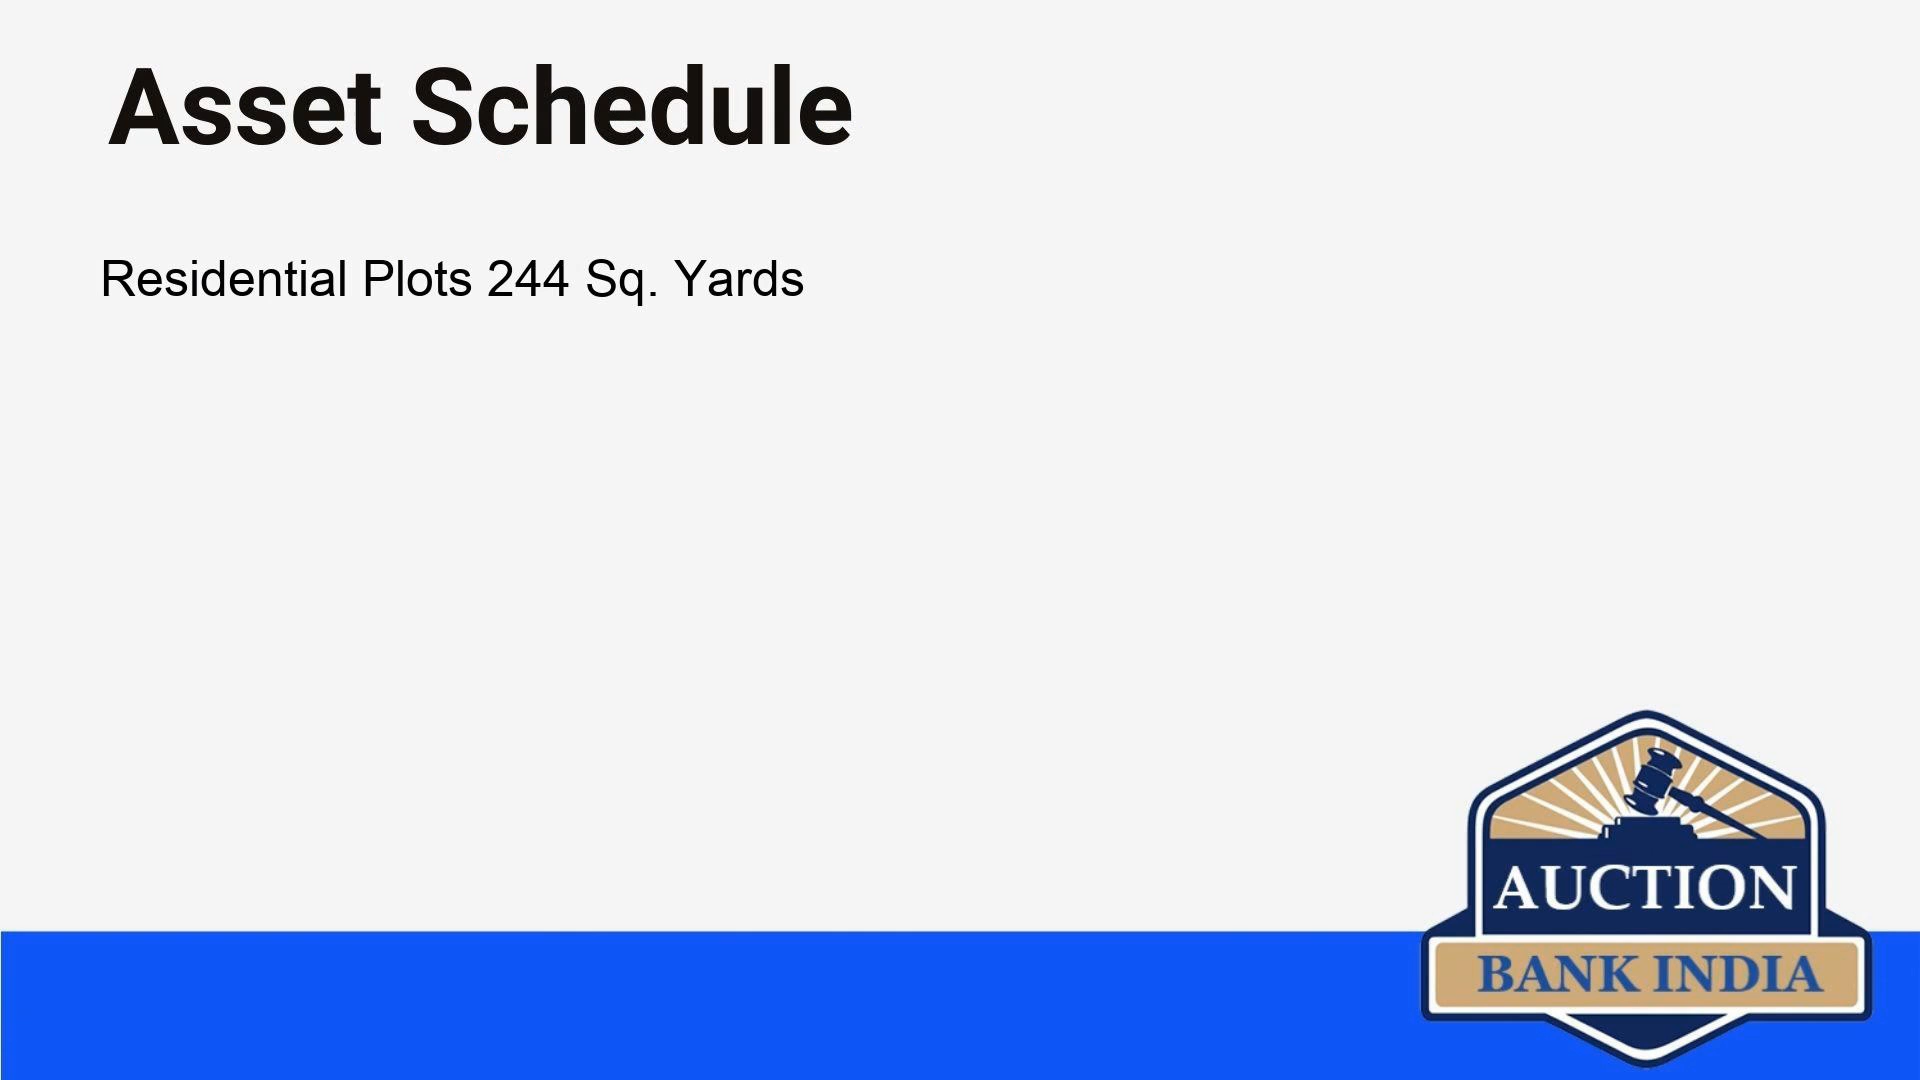 Asset Schedule
Residential Plots 244 Sq. Yards
AUCTION
BANK INDIA